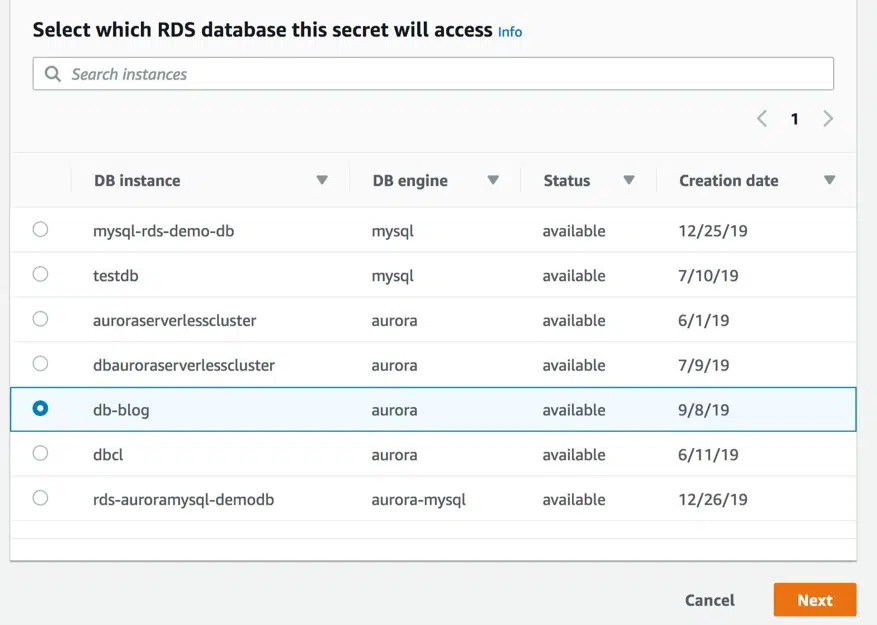 Select which RDS database this secret will access Info
Search instances
1
DB instance DB engine Status Creation date
mysql-rds-demo-db mysql available 12/25/19
testdb mysql available 7/10/19
auroraserverlesscluster aurora available 6/1/19
dbauroraserverlesscluster aurora available 7/9/19
db-blog aurora available 9/8/19
dbcl aurora available 6/11/19
rds-auroramysql-demodb aurora-mysql available 12/26/19
Cancel Next